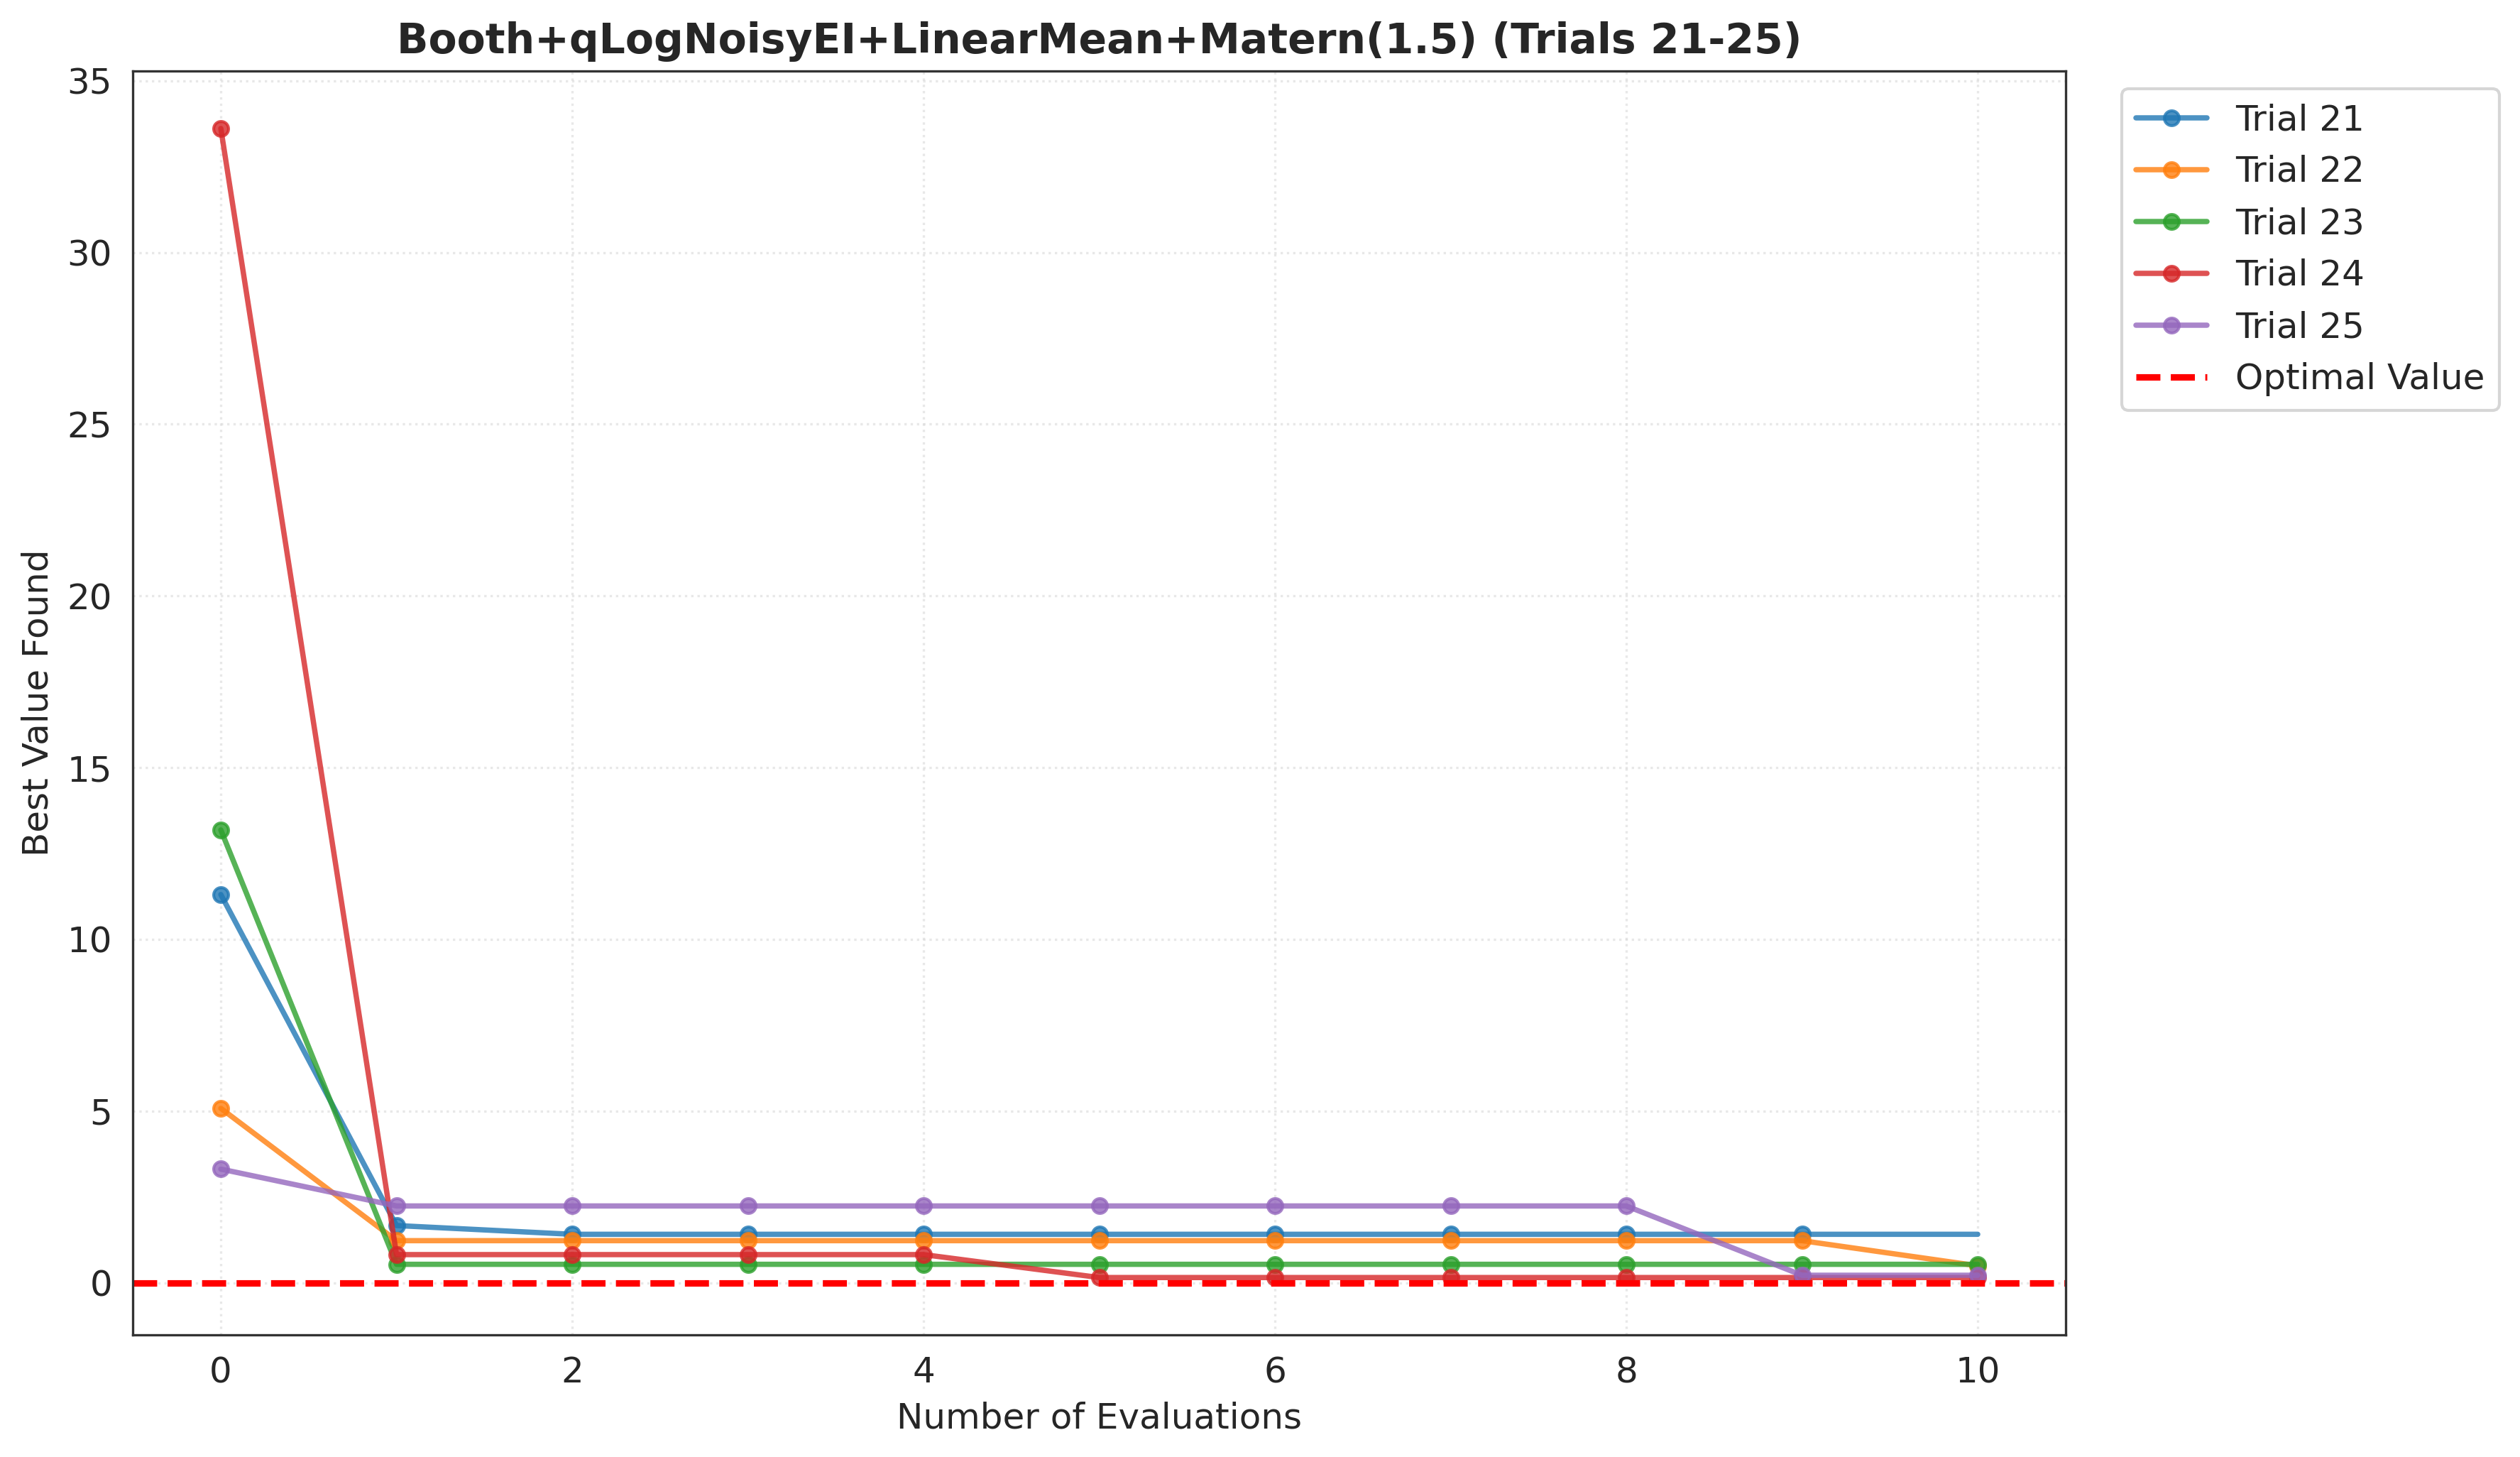 Booth+qLogNoisyEI+LinearMean+Matern(1.5) (Trials 21-25)
Best Value Found
35
30
25
20
15
10
5
0
0 2 4 6 8 10
Number of Evaluations
Trial 21
Trial 22
Trial 23
Trial 24
Trial 25
Optimal Value